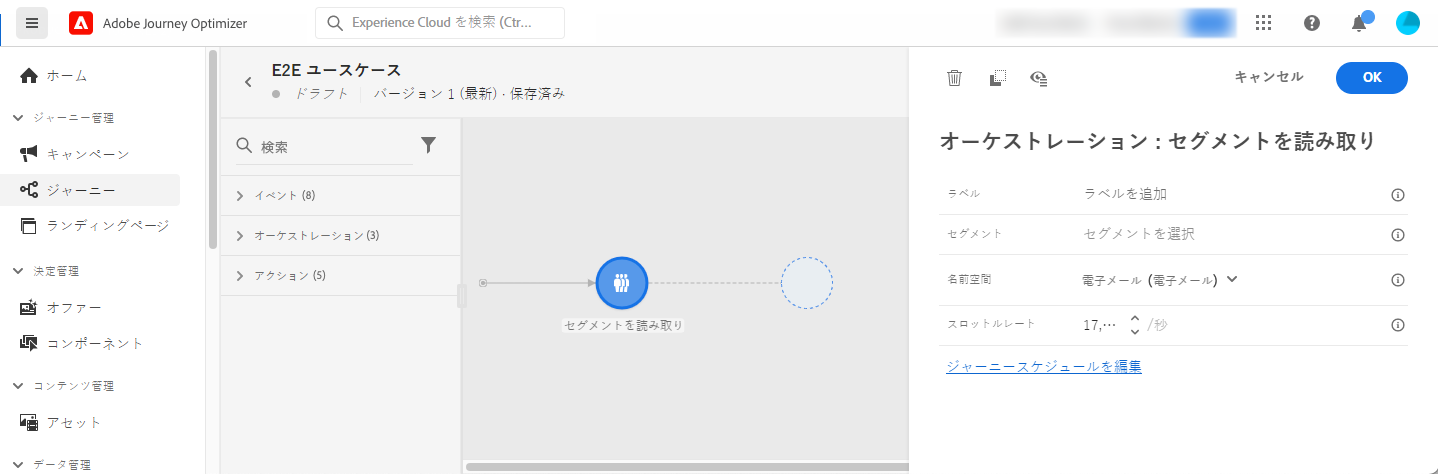 Adobe Journey Optimizer
Experience Cloud を検索 (Ctr...
ホーム
ジャーニー管理
キャンペーン
ジャーニー
ランディングページ
決定管理
オファー
コンポーネント
コンテンツ管理
アセット
データ管理
E2E ユースケース
ドラフト
バージョン 1 (最新) · 保存済み
検索
イベント (8)
オーケストレーション (3)
アクション (5)
セグメントを読み取り
キャンセル
OK
オーケストレーション : セグメントを読み取り
ラベル
ラベルを追加
セグメント
セグメントを選択
名前空間
電子メール (電子メール)
スロットルレート
17,...
/秒
ジャーニースケジュールを編集